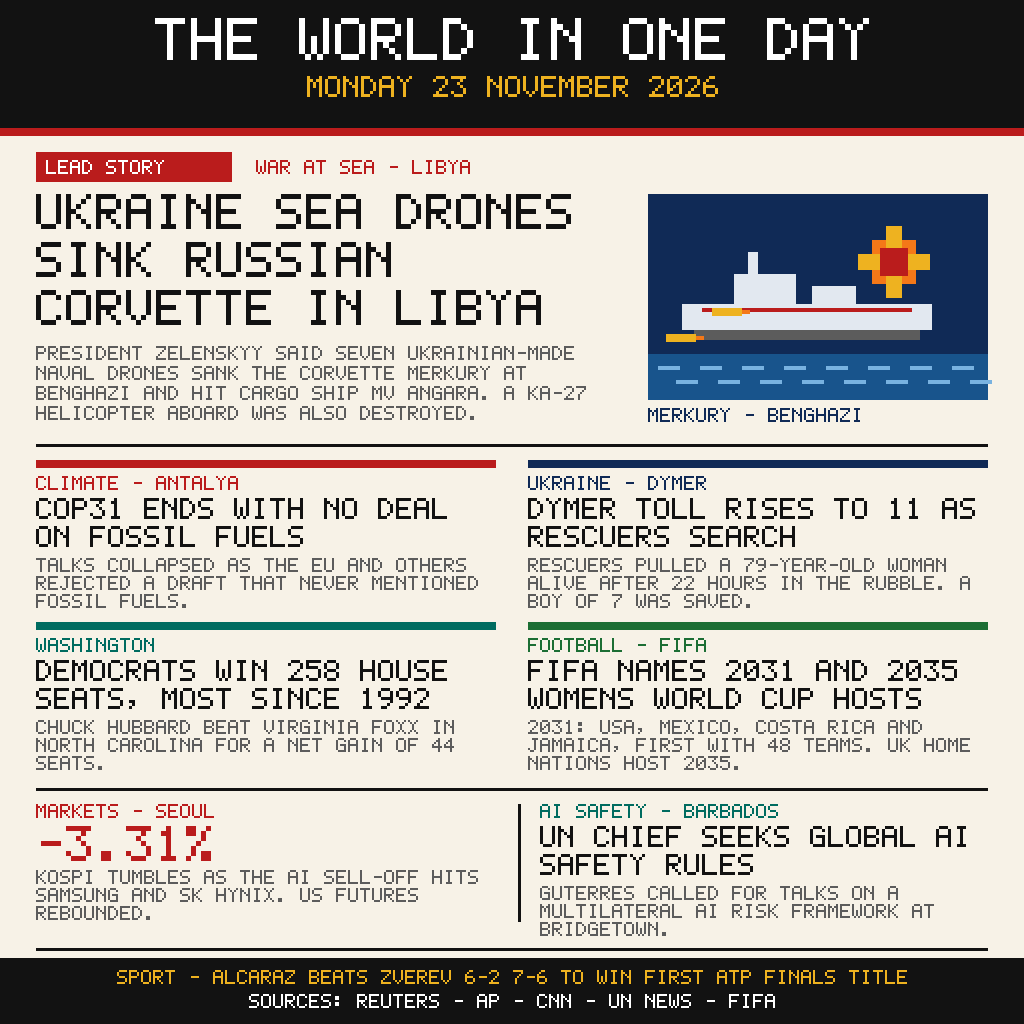 THE WORLD IN ONE DAY
MONDAY 23 NOVEMBER 2026
LEAD STORY
WAR AT SEA - LIBYA
UKRAINE SEA DRONES
SINK RUSSIAN
CORVETTE IN LIBYA
PRESIDENT ZELENSKYY SAID SEVEN UKRAINIAN-MADE
NAVAL DRONES SANK THE CORVETTE MERKURY AT
BENGHAZI AND HIT CARGO SHIP MV ANGARA. A KA-27
HELICOPTER ABOARD WAS ALSO DESTROYED.
MERKURY - BENGHAZI
CLIMATE - ANTALYA
COP31 ENDS WITH NO DEAL
ON FOSSIL FUELS
TALKS COLLAPSED AS THE EU AND OTHERS
REJECTED A DRAFT THAT NEVER MENTIONED
FOSSIL FUELS.
UKRAINE - DYMER
DYMER TOLL RISES TO 11 AS
RESCUERS SEARCH
RESCUERS PULLED A 79-YEAR-OLD WOMAN
ALIVE AFTER 22 HOURS IN THE RUBBLE. A
BOY OF 7 WAS SAVED.
WASHINGTON
DEMOCRATS WIN 258 HOUSE
SEATS, MOST SINCE 1992
CHUCK HUBBARD BEAT VIRGINIA FOXX IN
NORTH CAROLINA FOR A NET GAIN OF 44
SEATS.
FOOTBALL - FIFA
FIFA NAMES 2031 AND 2035
WOMENS WORLD CUP HOSTS
2031: USA, MEXICO, COSTA RICA AND
JAMAICA, FIRST WITH 48 TEAMS. UK HOME
NATIONS HOST 2035.
MARKETS - SEOUL
-3.31%
KOSPI TUMBLES AS THE AI SELL-OFF HITS
SAMSUNG AND SK HYNIX. US FUTURES
REBOUNDED.
AI SAFETY - BARBADOS
UN CHIEF SEEKS GLOBAL AI
SAFETY RULES
GUTERRES CALLED FOR TALKS ON A
MULTILATERAL AI RISK FRAMEWORK AT
BRIDGETOWN.
SPORT - ALCARAZ BEATS ZVEREV 6-2 7-6 TO WIN FIRST ATP FINALS TITLE
SOURCES: REUTERS - AP - CNN - UN NEWS - FIFA